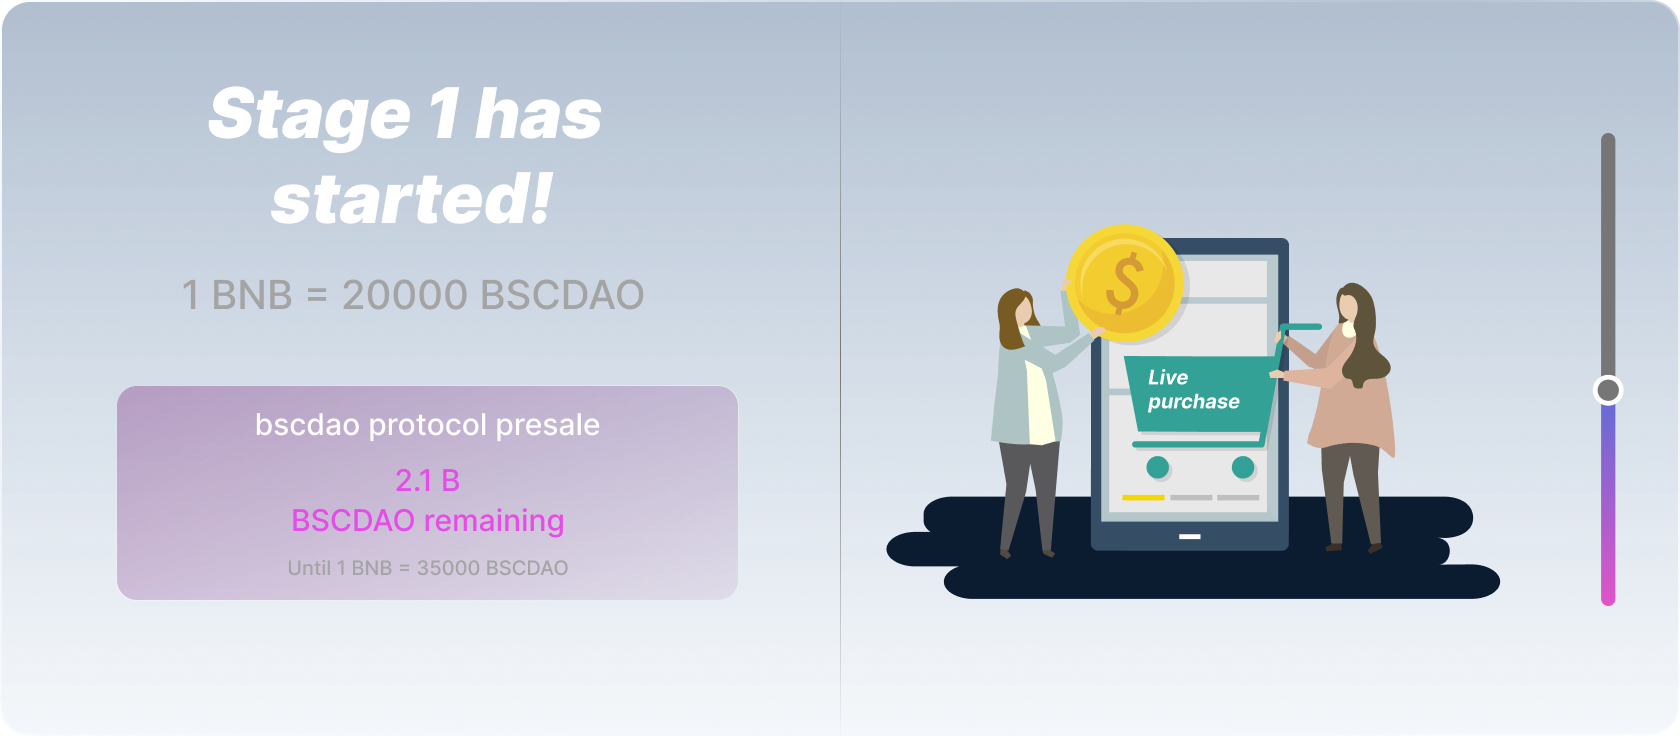 Stage 1 has
started!
1 BNB = 20000 BSCDAO
bscdao protocol presale
2.1 B
BSCDAO remaining
Until 1 BNB = 35000 BSCDAO
$
Live
purchase